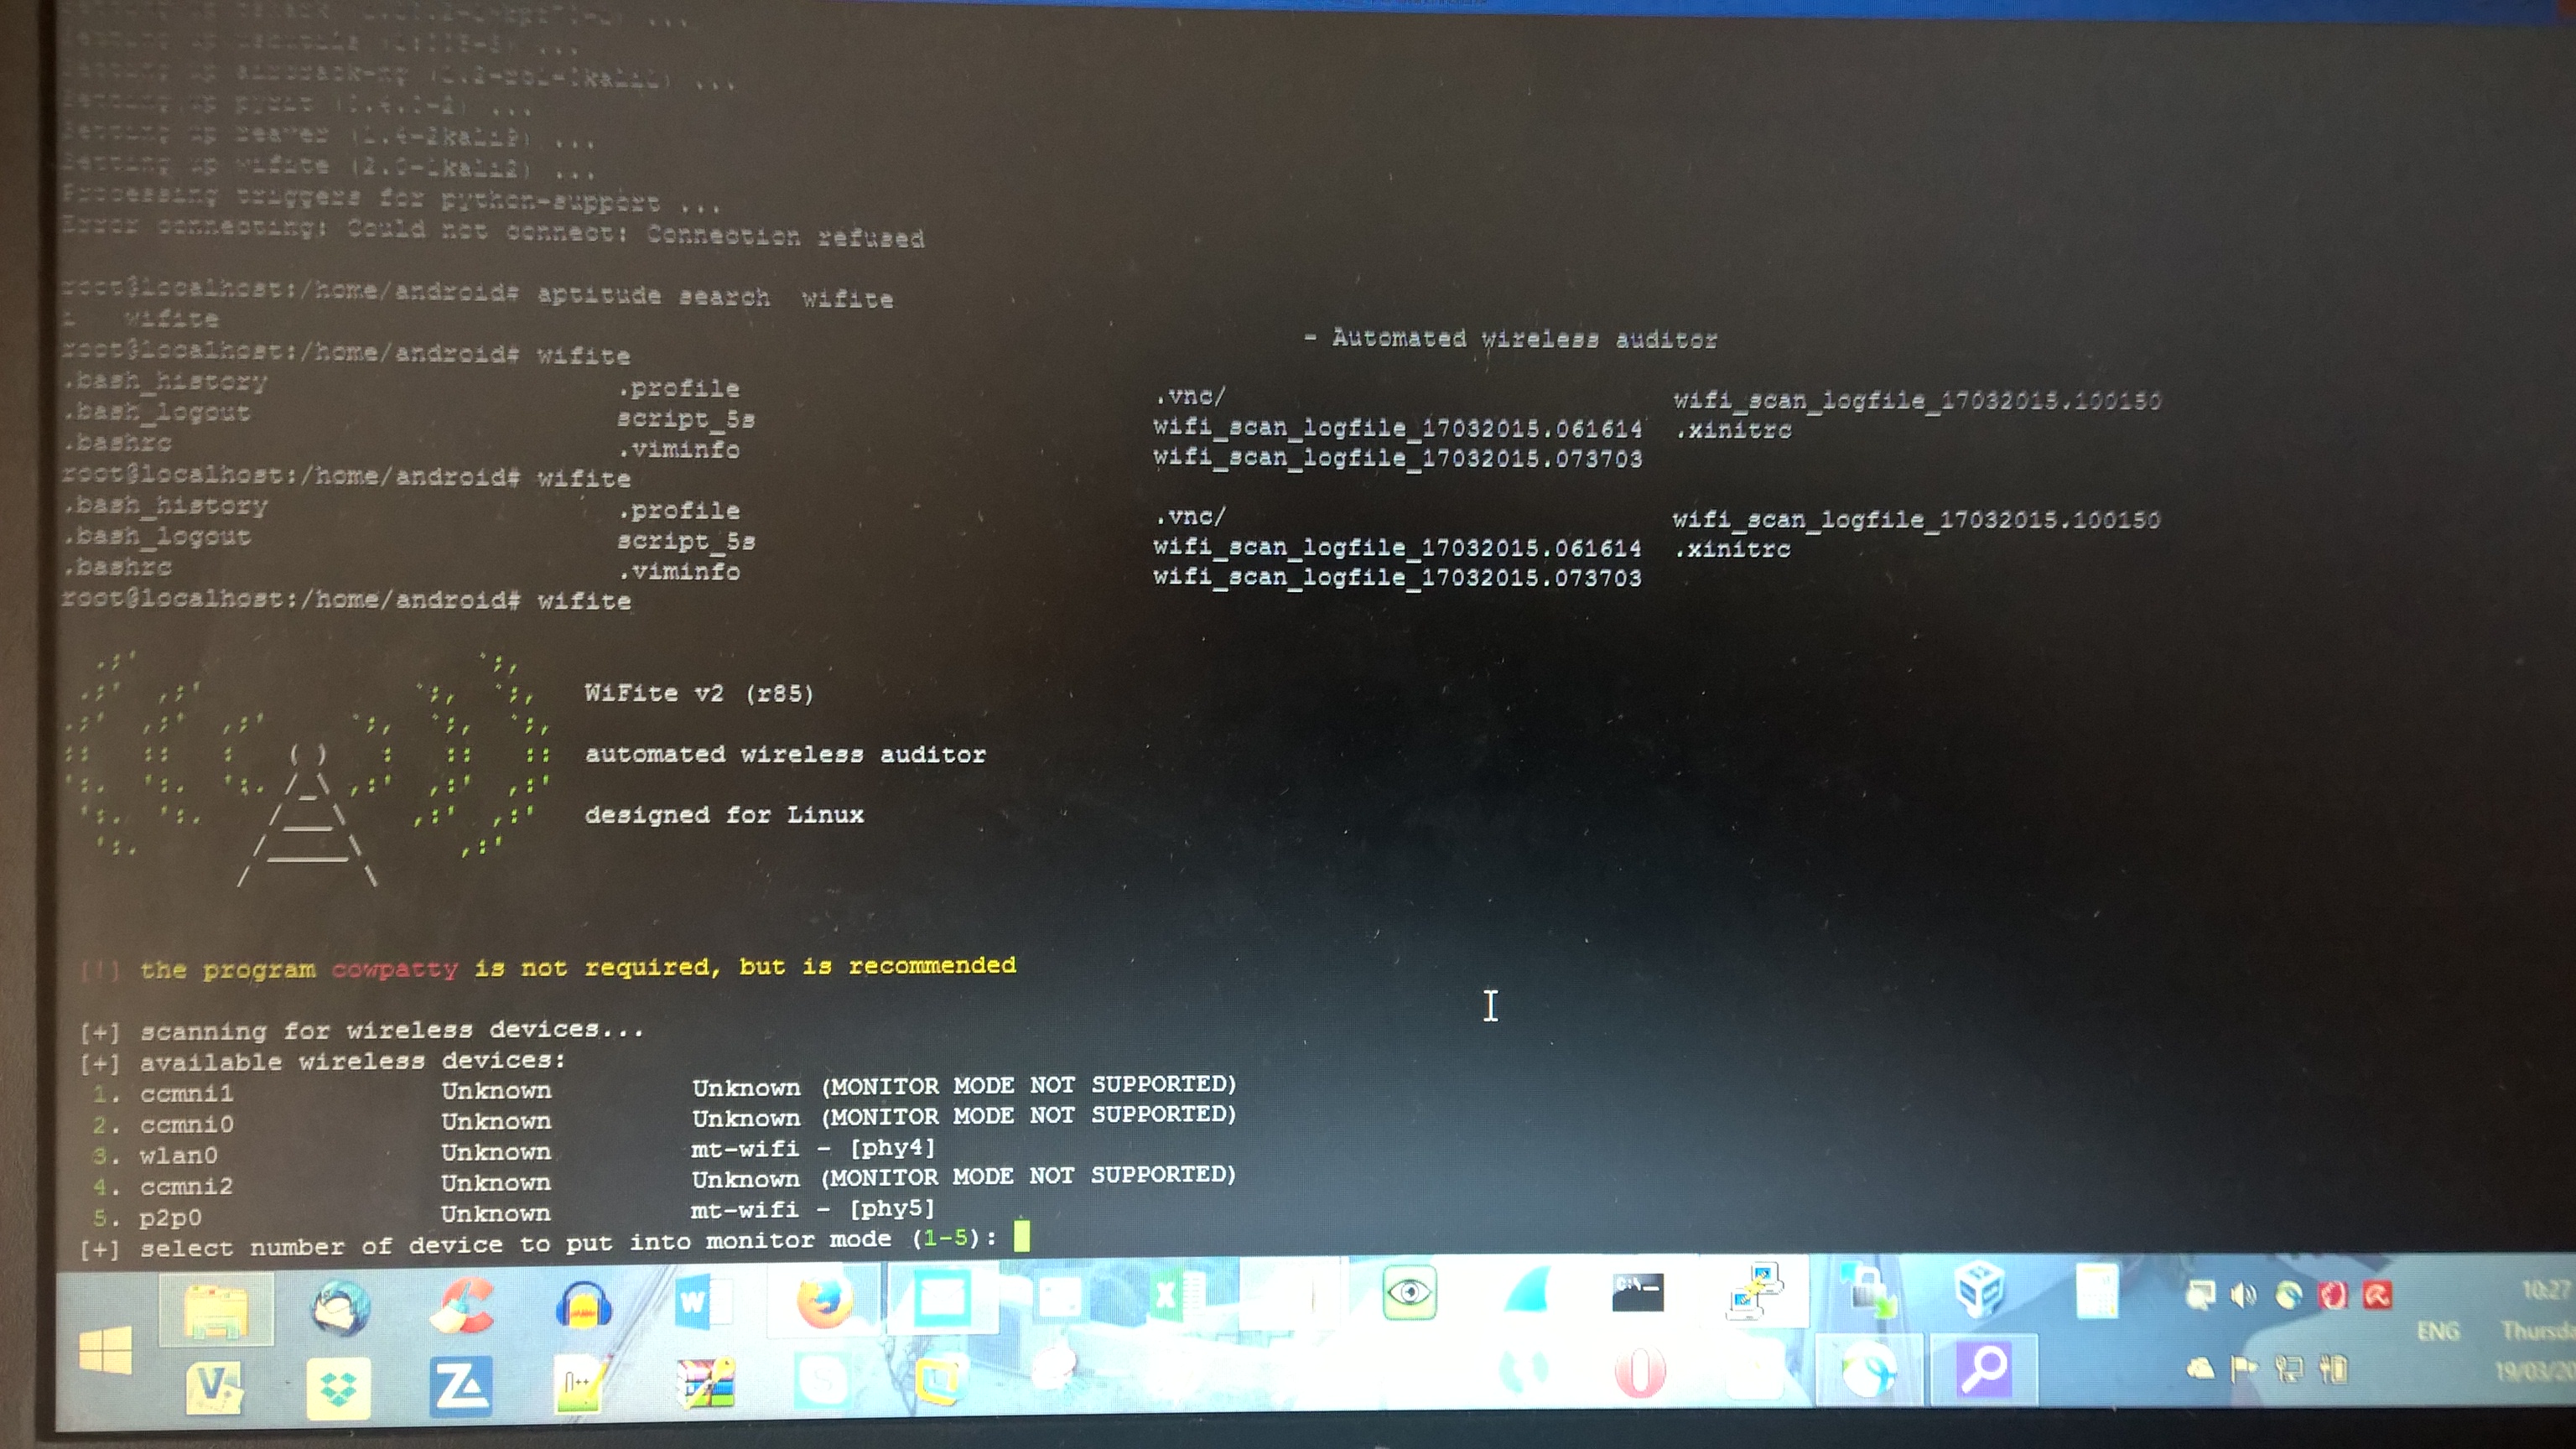 Setting up aircrack-ng (1.2-rc1-1kali1) ...
Setting up pyrit (0.4.1-2) ...
Setting up reaver (1.4-2kali9) ...
Setting up wifite (2.0-1kali2) ...
Processing triggers for python-support ...
Error connecting: Could not connect: Connection refused
root@localhost:/home/android# aptitude search  wifite
i   wifite - Automated wireless auditor
root@localhost:/home/android# wifite
.bash_history .profile .vnc/ wifi_scan_logfile_17032015.100150
.bash_logout script_5s wifi_scan_logfile_17032015.061614 .xinitrc
.bashrc .viminfo wifi_scan_logfile_17032015.073703
root@localhost:/home/android# wifite
.bash_history .profile .vnc/ wifi_scan_logfile_17032015.100150
.bash_logout script_5s wifi_scan_logfile_17032015.061614 .xinitrc
.bashrc .viminfo wifi_scan_logfile_17032015.073703
root@localhost:/home/android# wifite
WiFite v2 (r85)
automated wireless auditor
designed for Linux
[!] the program cowpatty is not required, but is recommended
[+] scanning for wireless devices...
[+] available wireless devices:
1. ccmni1 Unknown Unknown (MONITOR MODE NOT SUPPORTED)
2. ccmni0 Unknown Unknown (MONITOR MODE NOT SUPPORTED)
3. wlan0 Unknown mt-wifi - [phy4]
4. ccmni2 Unknown Unknown (MONITOR MODE NOT SUPPORTED)
5. p2p0 Unknown mt-wifi - [phy5]
[+] select number of device to put into monitor mode (1-5):
10:27
ENG Thursda
19/03/20